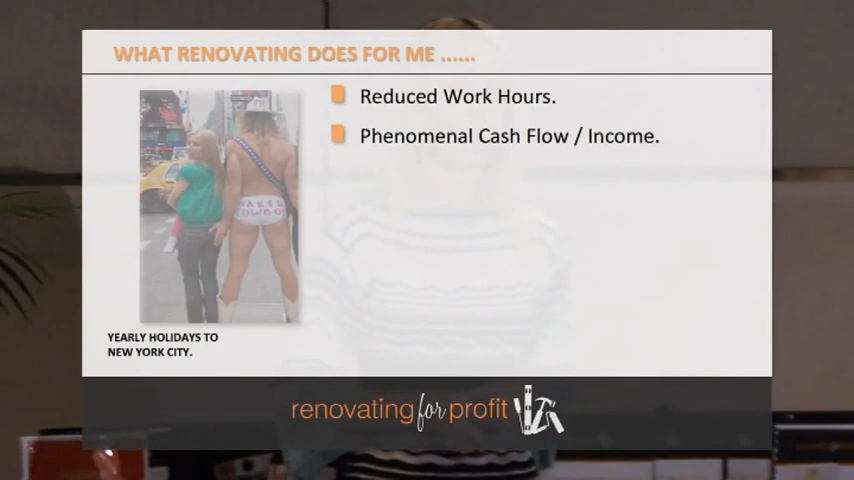 WHAT RENOVATING DOES FOR ME ......
Reduced Work Hours.
Phenomenal Cash Flow / Income.
NAKED
COWBOY
YEARLY HOLIDAYS TO
NEW YORK CITY.
renovating for profit